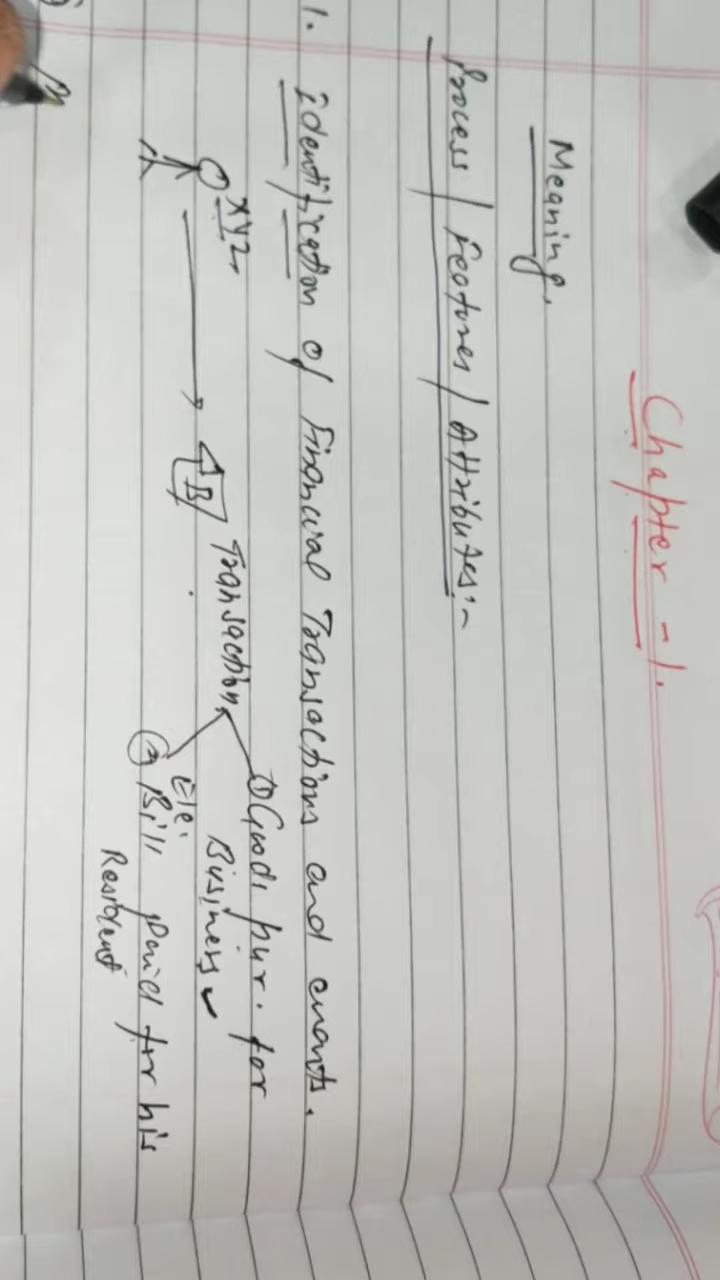 Chapter - 1.
Meaning.
Process / Features / Attributes:-
1. Identification of Financial Transactions and events.
XYZ
B
Transaction
① Goods pur. for
Business ✓
② Ele. Bill paid for his
Resident